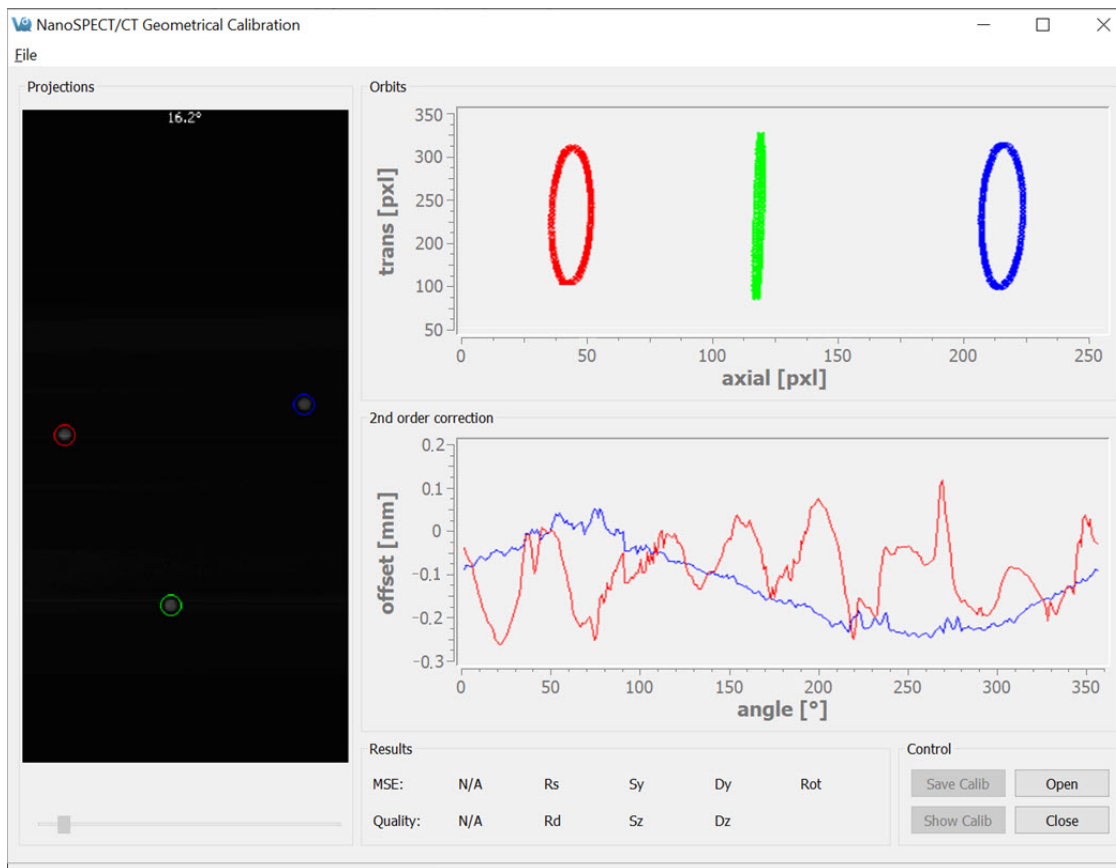 NanoSPECT/CT Geometrical Calibration
File
Projections
16.2°
Orbits
350
300
250
200
100
50
trans [pxl]
0 50 100 150 200 250
axial [pxl]
2nd order correction
0.2
0.1
0
-0.1
-0.2
-0.3
offset [mm]
0 50 100 150 200 250 300 350
angle [°]
Results
MSE: N/A Rs Sy Dy Rot
Quality: N/A Rd Sz Dz
Control
Save Calib Open
Show Calib Close